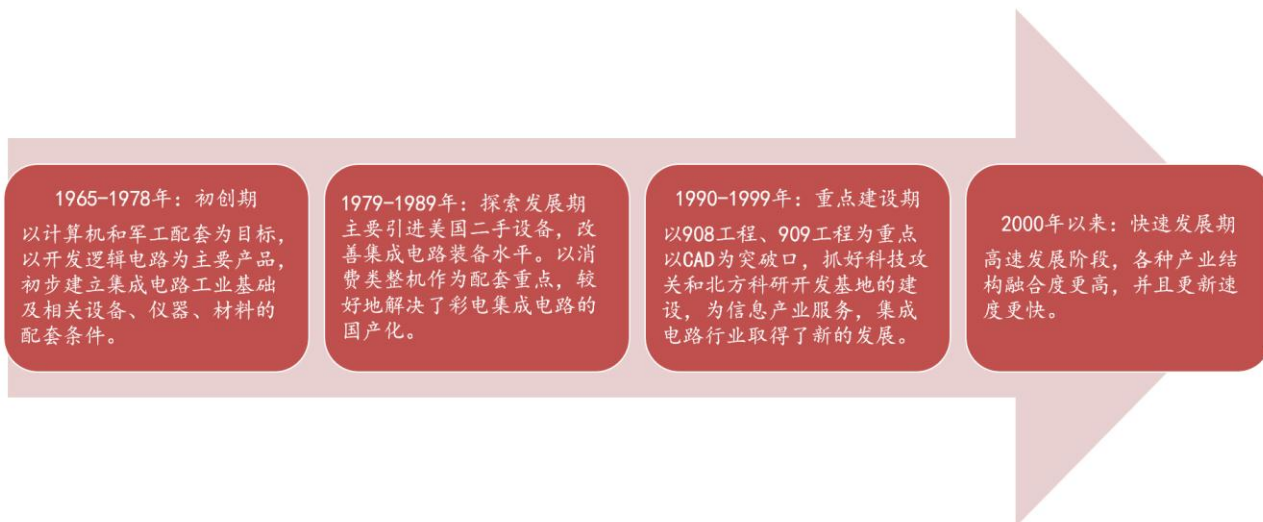 1965-1978年：初创期
以计算机和军工配套为目标，
以开发逻辑电路为主要产品，
初步建立集成电路工业基础
及相关设备、仪器、材料的
配套条件。
1979-1989年：探索发展期
主要引进美国二手设备，改
善集成电路装备水平。以消
费类整机作为配套重点，较
好地解决了彩电集成电路的
国产化。
1990-1999年：重点建设期
以908工程、909工程为重点
以CAD为突破口，抓好科技攻
关和北方科研开发基地的建
设，为信息产业服务，集成
电路行业取得了新的发展。
2000年以来：快速发展期
高速发展阶段，各种产业结
构融合度更高，并且更新速
度更快。